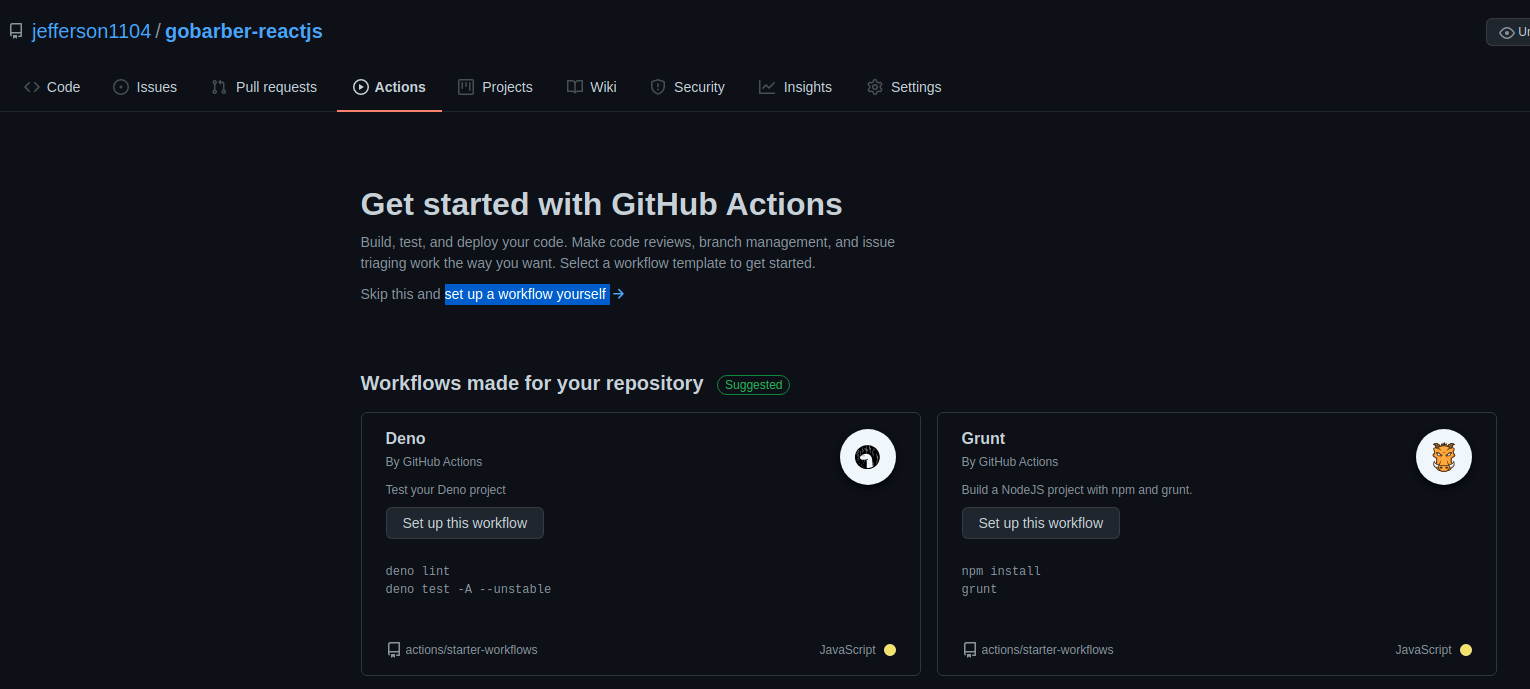 jefferson1104 / gobarber-reactjs
Un
Code Issues Pull requests Actions Projects Wiki Security Insights Settings
Get started with GitHub Actions
Build, test, and deploy your code. Make code reviews, branch management, and issue
triaging work the way you want. Select a workflow template to get started.
Skip this and set up a workflow yourself →
Workflows made for your repository Suggested
Deno
By GitHub Actions
Test your Deno project
Set up this workflow
deno lint
deno test -A --unstable
actions/starter-workflows JavaScript
Grunt
By GitHub Actions
Build a NodeJS project with npm and grunt.
Set up this workflow
npm install
grunt
actions/starter-workflows JavaScript